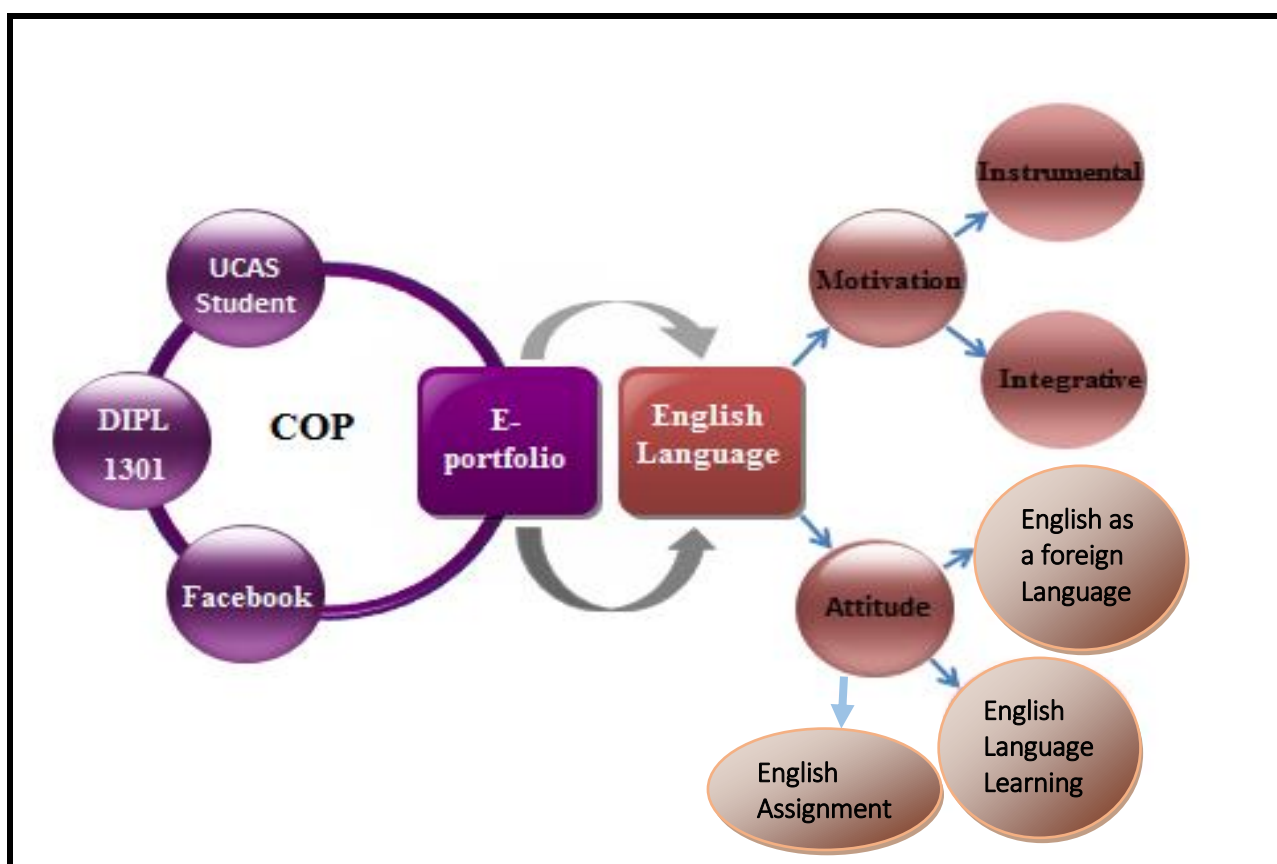 UCAS
Student
DIPL
1301
Facebook
COP
E-
portfolio
English
Language
Motivation
Instrumental
Integrative
Attitude
English as
a foreign
Language
English
Language
Learning
English
Assignment